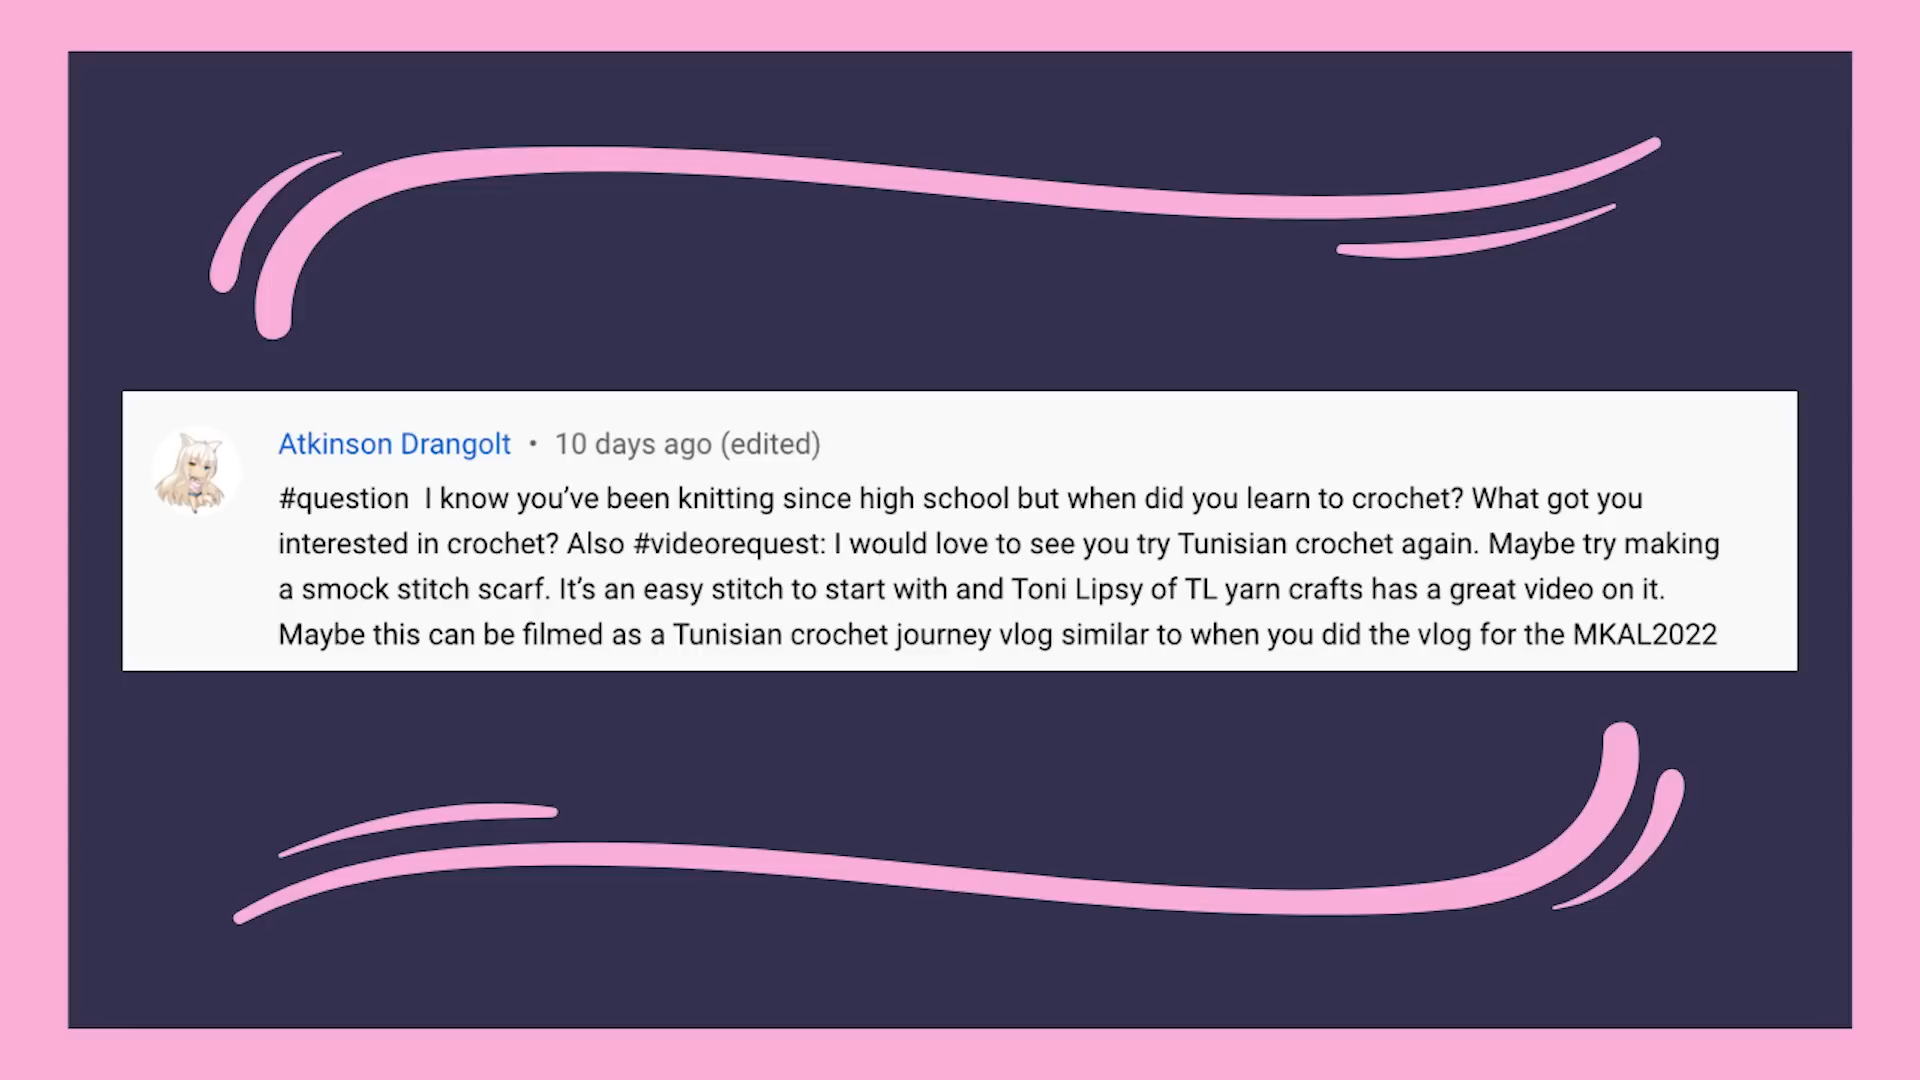 Atkinson Drangolt • 10 days ago (edited)
#question  I know you’ve been knitting since high school but when did you learn to crochet? What got you
interested in crochet? Also #videorequest: I would love to see you try Tunisian crochet again. Maybe try making
a smock stitch scarf. It’s an easy stitch to start with and Toni Lipsy of TL yarn crafts has a great video on it.
Maybe this can be filmed as a Tunisian crochet journey vlog similar to when you did the vlog for the MKAL2022